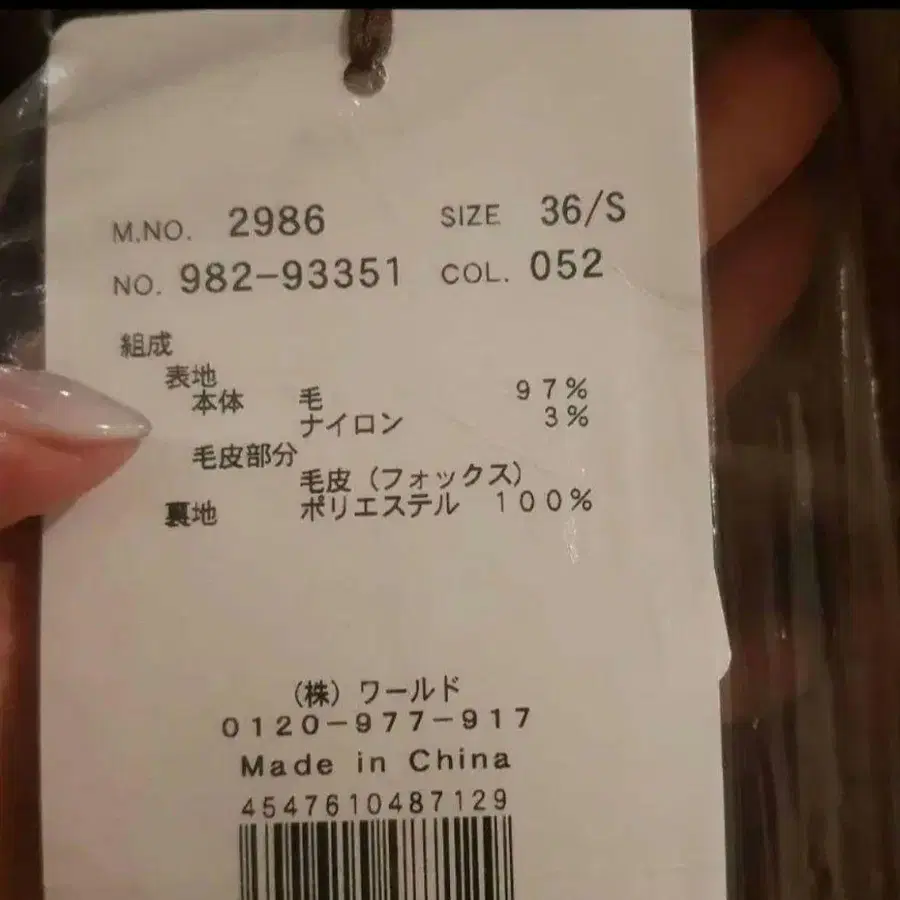 M.NO. 2986 SIZE 36/S
NO. 982-93351 COL. 052
組成
表地
本体 毛 97%
ナイロン 3%
毛皮部分
毛皮（フォックス）
裏地 ポリエステル 100%
（株）ワールド
0120-977-917
Made in China
4547610487129